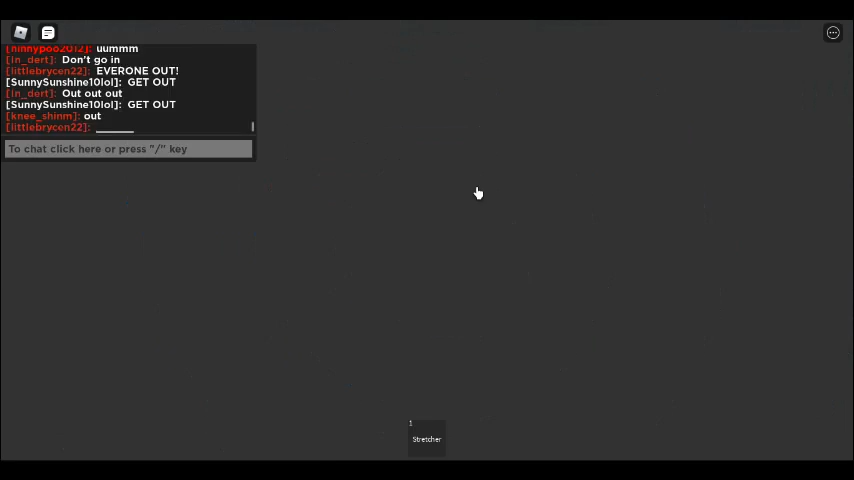 [ninnypoo2012]: uummm
[In_dert]: Don't go in
[littlebrycen22]: EVERONE OUT!
[SunnySunshine10lol]: GET OUT
[In_dert]: Out out out
[SunnySunshine10lol]: GET OUT
[knee_shinm]: out
[littlebrycen22]: _______
To chat click here or press "/" key
1
Stretcher